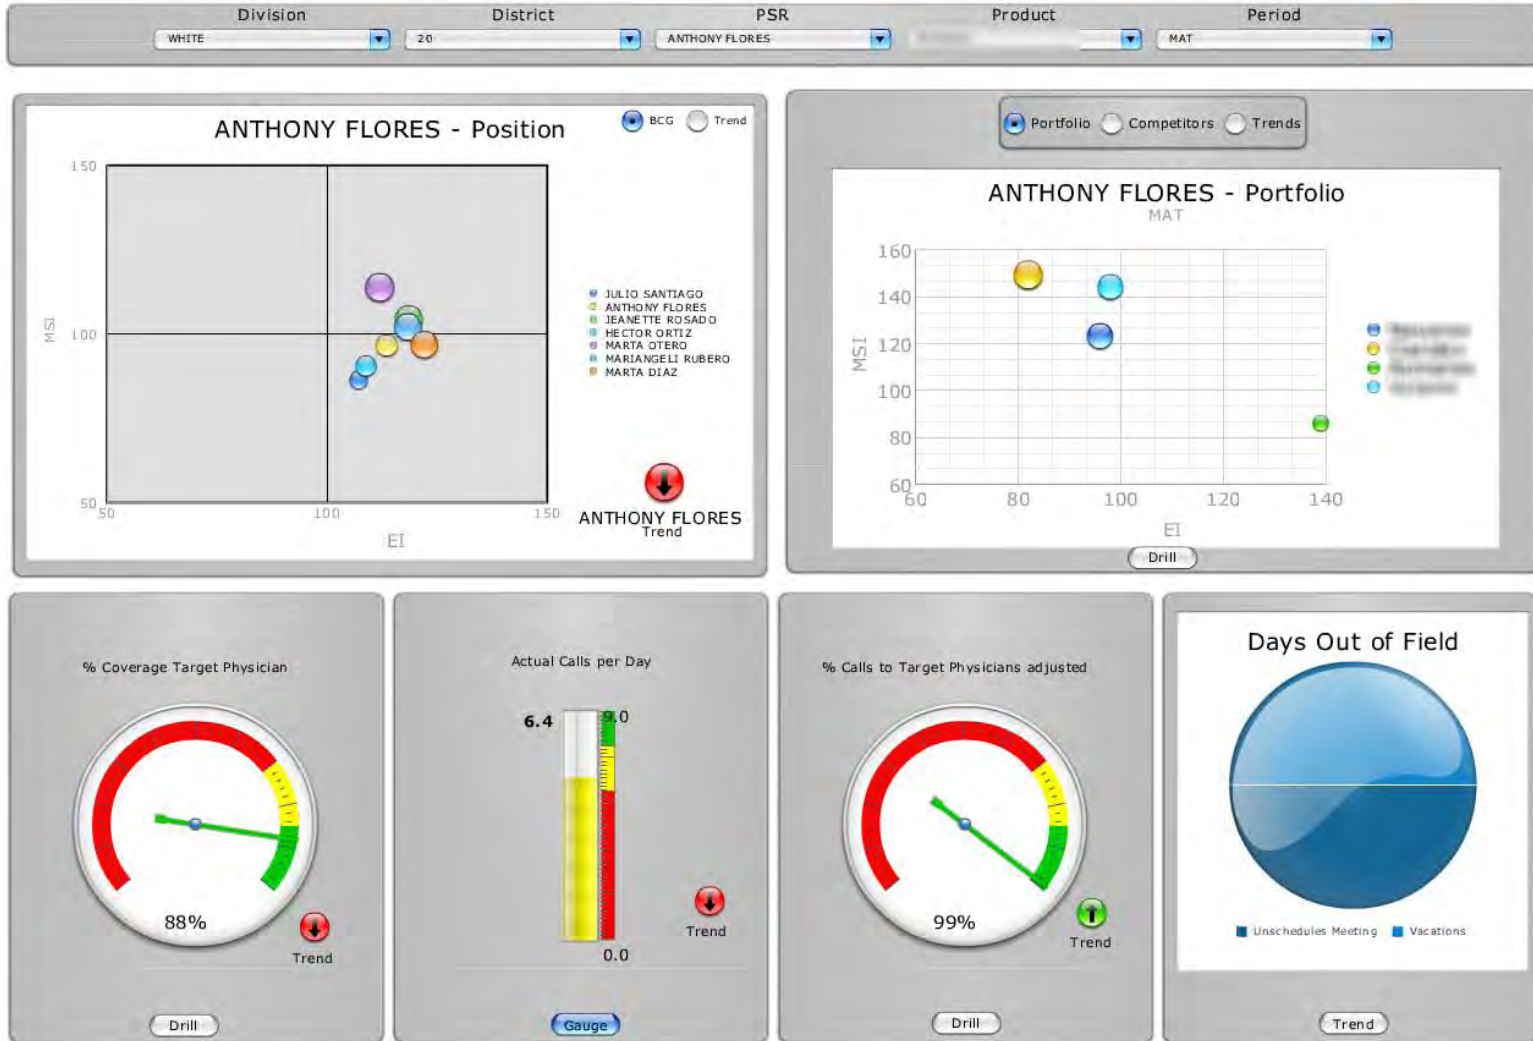 Division District PSR Product Period
WHITE 20 ANTHONY FLORES MAT
ANTHONY FLORES - Position
BCG Trend
150
100
50
MSI
50 100 150
EI
JULIO SANTIAGO
ANTHONY FLORES
JEANETTE ROSADO
HECTOR ORTIZ
MARTA OTERO
MARIANGELI RUBERO
MARTA DIAZ
ANTHONY FLORES
Trend
Portfolio Competitors Trends
ANTHONY FLORES - Portfolio
MAT
160
140
120
100
80
60
MSI
60 80 100 120 140
EI
Drill
% Coverage Target Physician
88%
Trend
Drill
Actual Calls per Day
6.4 9.0
0.0
Trend
Gauge
% Calls to Target Physicians adjusted
99%
Trend
Drill
Days Out of Field
Unschedules Meeting Vacations
Trend